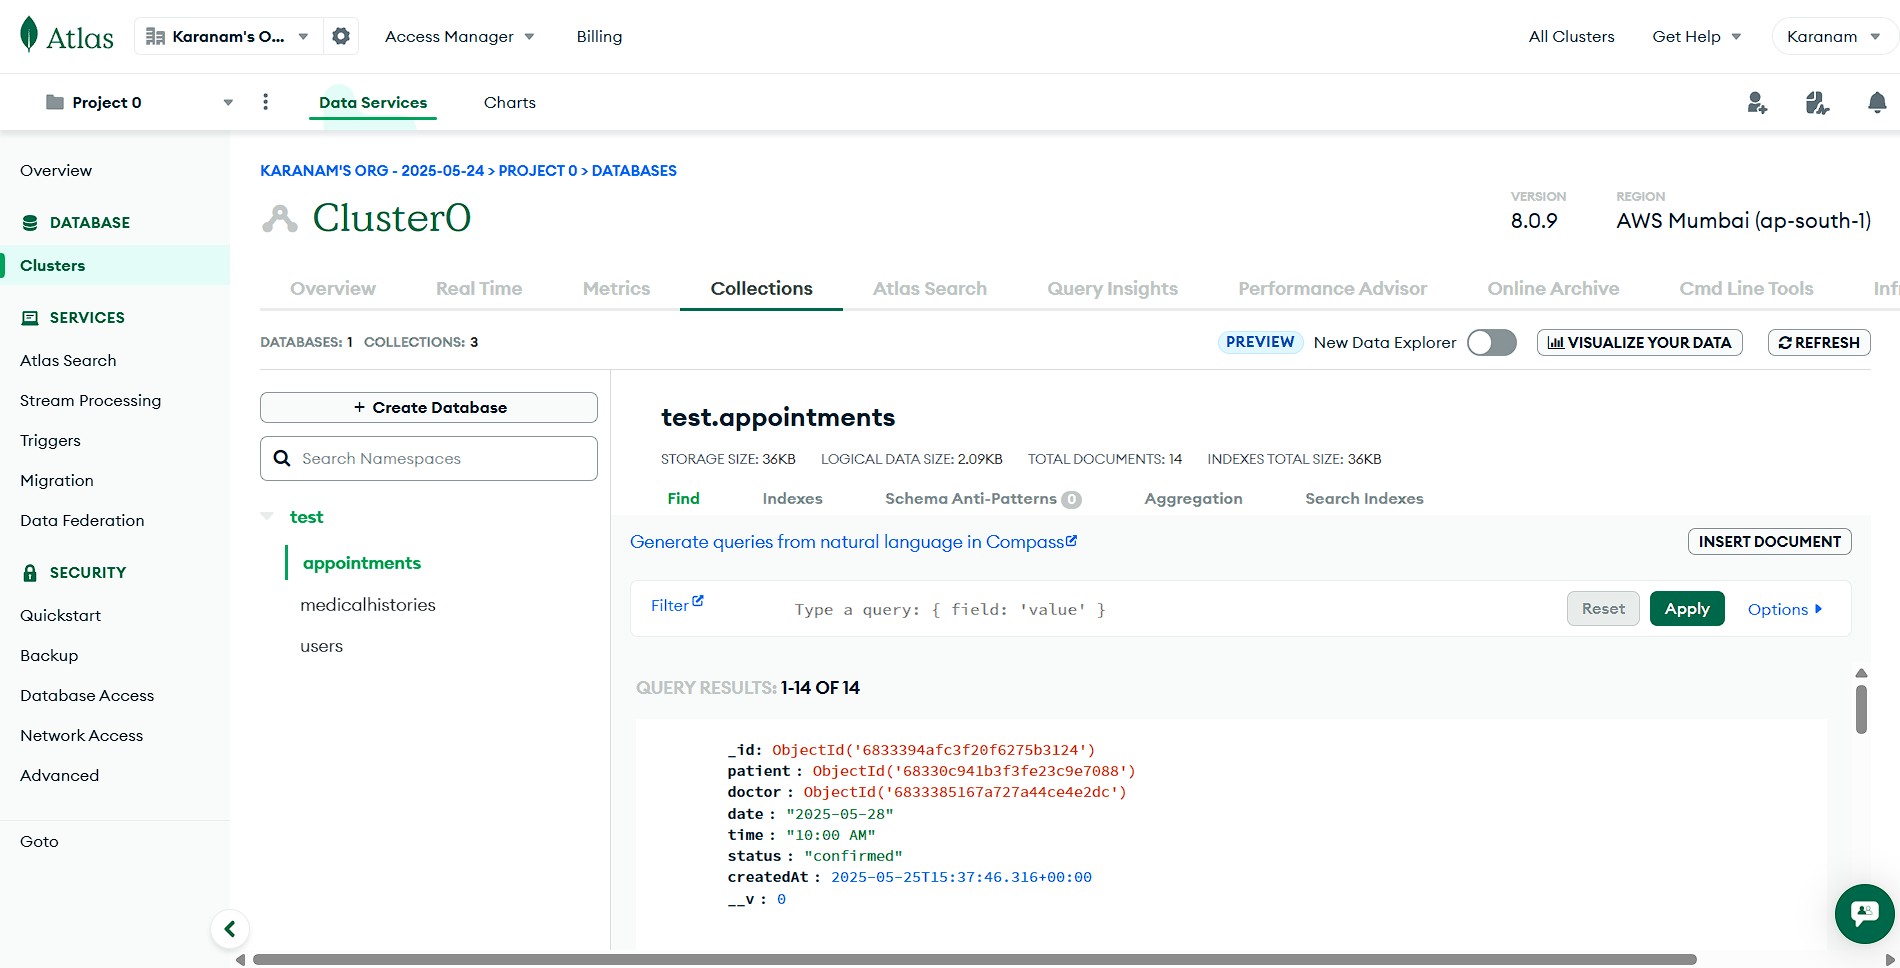 Atlas
Karanam's O...
Access Manager
Billing
All Clusters
Get Help
Karanam
Project 0
Data Services
Charts
Overview
DATABASE
Clusters
SERVICES
Atlas Search
Stream Processing
Triggers
Migration
Data Federation
SECURITY
Quickstart
Backup
Database Access
Network Access
Advanced
Goto
KARANAM'S ORG - 2025-05-24 > PROJECT 0 > DATABASES
Cluster0
VERSION
8.0.9
REGION
AWS Mumbai (ap-south-1)
Overview
Real Time
Metrics
Collections
Atlas Search
Query Insights
Performance Advisor
Online Archive
Cmd Line Tools
Inf
DATABASES: 1 COLLECTIONS: 3
PREVIEW
New Data Explorer
VISUALIZE YOUR DATA
REFRESH
+ Create Database
Search Namespaces
test
appointments
medicalhistories
users
test.appointments
STORAGE SIZE: 36KB LOGICAL DATA SIZE: 2.09KB TOTAL DOCUMENTS: 14 INDEXES TOTAL SIZE: 36KB
Find
Indexes
Schema Anti-Patterns 0
Aggregation
Search Indexes
Generate queries from natural language in Compass
INSERT DOCUMENT
Filter
Type a query: { field: 'value' }
Reset
Apply
Options
QUERY RESULTS: 1-14 OF 14
_id: ObjectId('6833394afc3f20f6275b3124')
patient : ObjectId('68330c941b3f3fe23c9e7088')
doctor : ObjectId('6833385167a727a44ce4e2dc')
date : "2025-05-28"
time : "10:00 AM"
status : "confirmed"
createdAt : 2025-05-25T15:37:46.316+00:00
__v : 0